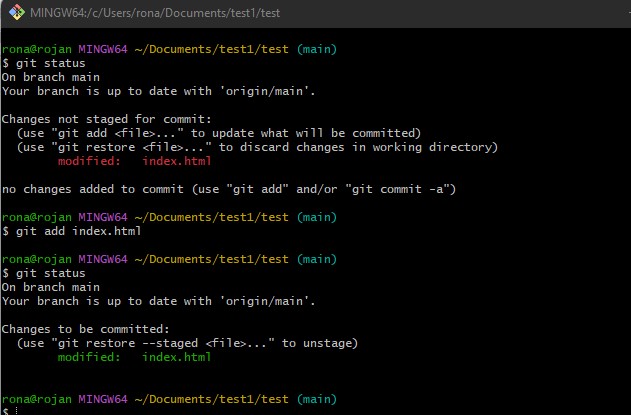 MINGW64:/c/Users/rona/Documents/test1/test
rona@rojan MINGW64 ~/Documents/test1/test (main)
$ git status
On branch main
Your branch is up to date with 'origin/main'.
Changes not staged for commit:
(use "git add <file>..." to update what will be committed)
(use "git restore <file>..." to discard changes in working directory)
modified: index.html
no changes added to commit (use "git add" and/or "git commit -a")
rona@rojan MINGW64 ~/Documents/test1/test (main)
$ git add index.html
rona@rojan MINGW64 ~/Documents/test1/test (main)
$ git status
On branch main
Your branch is up to date with 'origin/main'.
Changes to be committed:
(use "git restore --staged <file>..." to unstage)
modified: index.html
rona@rojan MINGW64 ~/Documents/test1/test (main)
$